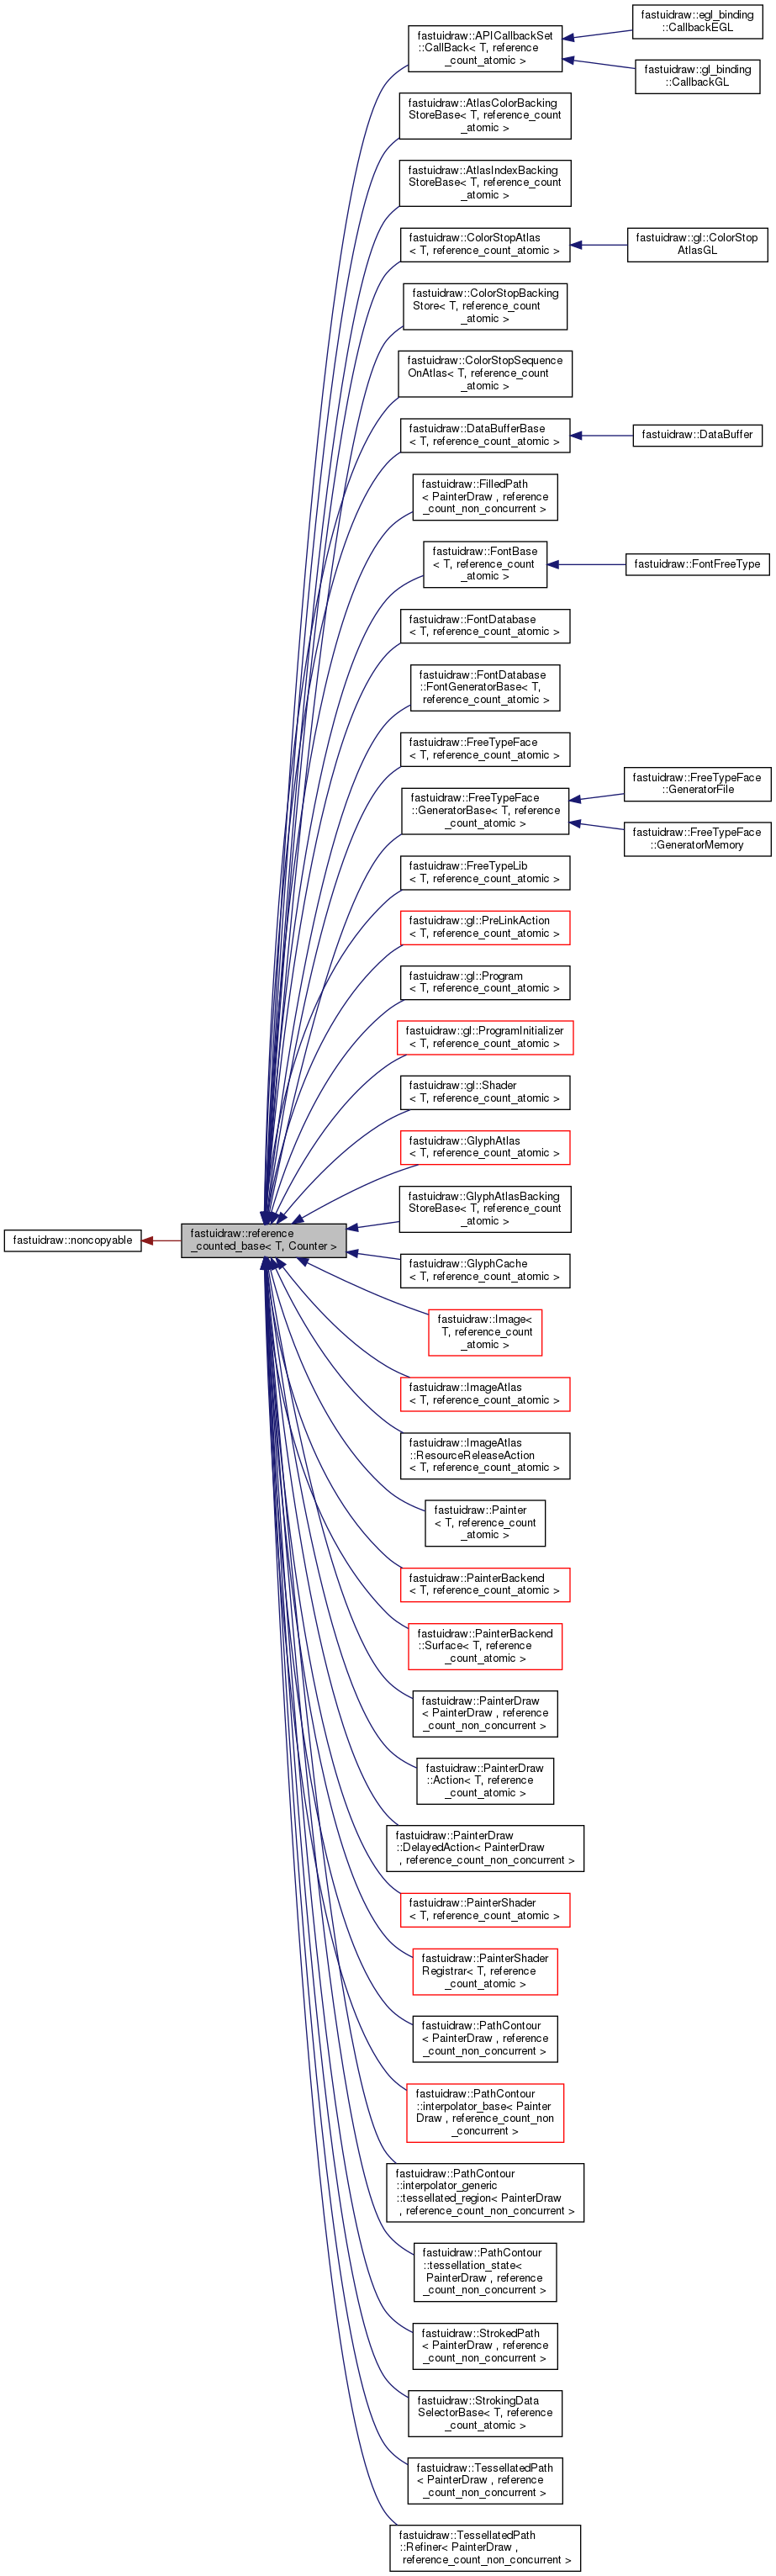 fastuidraw::APICallbackSet
::CallBack< T, reference
_count_atomic >
fastuidraw::egl_binding
::CallbackEGL
fastuidraw::gl_binding
::CallbackGL
fastuidraw::AtlasColorBacking
StoreBase< T, reference_count
_atomic >
fastuidraw::AtlasIndexBacking
StoreBase< T, reference_count
_atomic >
fastuidraw::ColorStopAtlas
< T, reference_count_atomic >
fastuidraw::gl::ColorStop
AtlasGL
fastuidraw::ColorStopBacking
Store< T, reference_count
_atomic >
fastuidraw::ColorStopSequence
OnAtlas< T, reference_count
_atomic >
fastuidraw::DataBufferBase
< T, reference_count_atomic >
fastuidraw::DataBuffer
fastuidraw::FilledPath
< PainterDraw , reference
_count_non_concurrent >
fastuidraw::FontBase
< T, reference_count
_atomic >
fastuidraw::FontFreeType
fastuidraw::FontDatabase
< T, reference_count_atomic >
fastuidraw::FontDatabase
::FontGeneratorBase< T,
reference_count_atomic >
fastuidraw::FreeTypeFace
< T, reference_count_atomic >
fastuidraw::FreeTypeFace
::GeneratorBase< T, reference
_count_atomic >
fastuidraw::FreeTypeFace
::GeneratorFile
fastuidraw::FreeTypeFace
::GeneratorMemory
fastuidraw::FreeTypeLib
< T, reference_count_atomic >
fastuidraw::gl::PreLinkAction
< T, reference_count_atomic >
fastuidraw::gl::Program
< T, reference_count_atomic >
fastuidraw::gl::ProgramInitializer
< T, reference_count_atomic >
fastuidraw::gl::Shader
< T, reference_count_atomic >
fastuidraw::GlyphAtlas
< T, reference_count_atomic >
fastuidraw::GlyphAtlasBacking
StoreBase< T, reference_count
_atomic >
fastuidraw::noncopyable
fastuidraw::reference
_counted_base< T, Counter >
fastuidraw::GlyphCache
< T, reference_count_atomic >
fastuidraw::Image<
T, reference_count
_atomic >
fastuidraw::ImageAtlas
< T, reference_count_atomic >
fastuidraw::ImageAtlas
::ResourceReleaseAction
< T, reference_count_atomic >
fastuidraw::Painter
< T, reference_count
_atomic >
fastuidraw::PainterBackend
< T, reference_count_atomic >
fastuidraw::PainterBackend
::Surface< T, reference
_count_atomic >
fastuidraw::PainterDraw
< PainterDraw , reference
_count_non_concurrent >
fastuidraw::PainterDraw
::Action< T, reference
_count_atomic >
fastuidraw::PainterDraw
::DelayedAction< PainterDraw
, reference_count_non_concurrent >
fastuidraw::PainterShader
< T, reference_count_atomic >
fastuidraw::PainterShader
Registrar< T, reference
_count_atomic >
fastuidraw::PathContour
< PainterDraw , reference
_count_non_concurrent >
fastuidraw::PathContour
::interpolator_base< Painter
Draw , reference_count_non
_concurrent >
fastuidraw::PathContour
::interpolator_generic
::tessellated_region< PainterDraw
, reference_count_non_concurrent >
fastuidraw::PathContour
::tessellation_state<
PainterDraw , reference
_count_non_concurrent >
fastuidraw::StrokedPath
< PainterDraw , reference
_count_non_concurrent >
fastuidraw::StrokingData
SelectorBase< T, reference
_count_atomic >
fastuidraw::TessellatedPath
< PainterDraw , reference
_count_non_concurrent >
fastuidraw::TessellatedPath
::Refiner< PainterDraw ,
reference_count_non_concurrent >